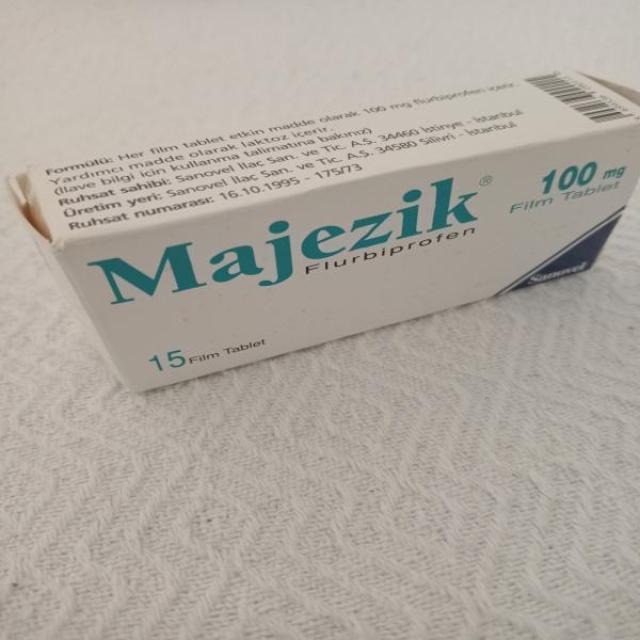 Formülü: Her film tablet etkin madde olarak 100 mg flurbiprofen içerir.
Yardımcı madde olarak laktoz içerir.
(İlave bilgi için kullanma talimatına bakınız)
Ruhsat sahibi: Sanovel İlaç San. ve Tic. A.Ş. 34460 İstinye - İstanbul
Üretim yeri: Sanovel İlaç San. ve Tic. A.Ş. 34580 Silivri - İstanbul
Ruhsat numarası: 16.10.1995 - 175/73
Majezik®
Flurbiprofen
100 mg
Film Tablet
15 Film Tablet
Sanovel